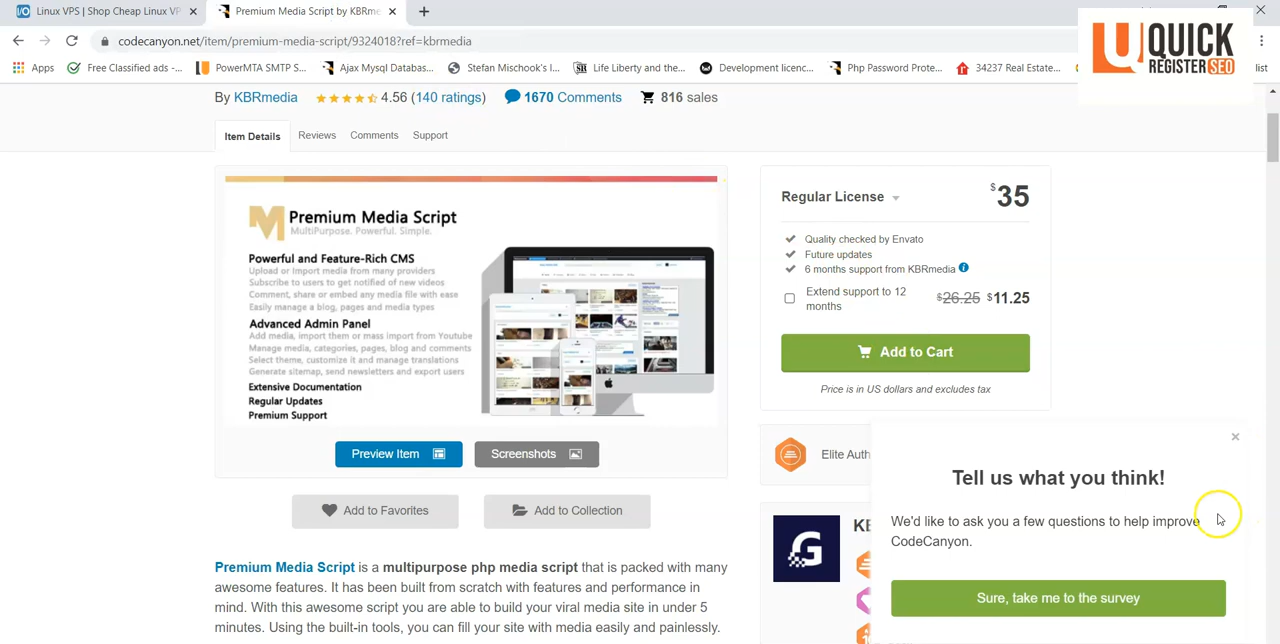 Linux VPS | Shop Cheap Linux VP
Premium Media Script by KBRme
codecanyon.net/item/premium-media-script/9324018?ref=kbrmedia
Apps
Free Classified ads -...
PowerMTA SMTP S...
Ajax Mysql Databa...
Stefan Mischook's I...
Life Liberty and the...
Development licenc...
Php Password Prote...
34237 Real Estate...
list
QUICK
REGISTERSEO
By KBRmedia
4.56 (140 ratings)
1670 Comments
816 sales
Item Details
Reviews
Comments
Support
M Premium Media Script
MultiPurpose. Powerful. Simple.
Powerful and Feature-Rich CMS
Upload or Import media from many providers
Subscribe to users to get notified of new videos
Comment, share or embed any media file with ease
Easily manage a blog, pages and media types
Advanced Admin Panel
Add media, import them or mass import from Youtube
Manage media, categories, pages, blog and comments
Select theme, customize it and manage translations
Generate sitemap, send newsletters and export users
Extensive Documentation
Regular Updates
Premium Support
Preview Item
Screenshots
Add to Favorites
Add to Collection
Premium Media Script is a multipurpose php media script that is packed with many
awesome features. It has been built from scratch with features and performance in
mind. With this awesome script you are able to build your viral media site in under 5
minutes. Using the built-in tools, you can fill your site with media easily and painlessly.
Regular License
$35
Quality checked by Envato
Future updates
6 months support from KBRmedia
Extend support to 12
months
$26.25 $11.25
Add to Cart
Price is in US dollars and excludes tax
Elite Auth
KB
Tell us what you think!
We'd like to ask you a few questions to help improve
CodeCanyon.
Sure, take me to the survey